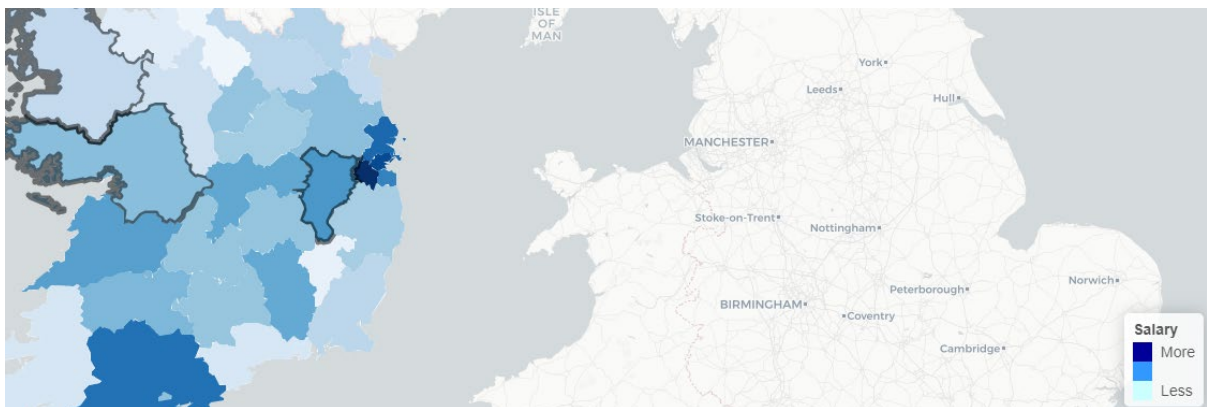 ISLE
OF
MAN
York
Leeds
Hull
MANCHESTER
Stoke-on-Trent
Nottingham
Norwich
Peterborough
BIRMINGHAM
Coventry
Cambridge
Salary
More
Less